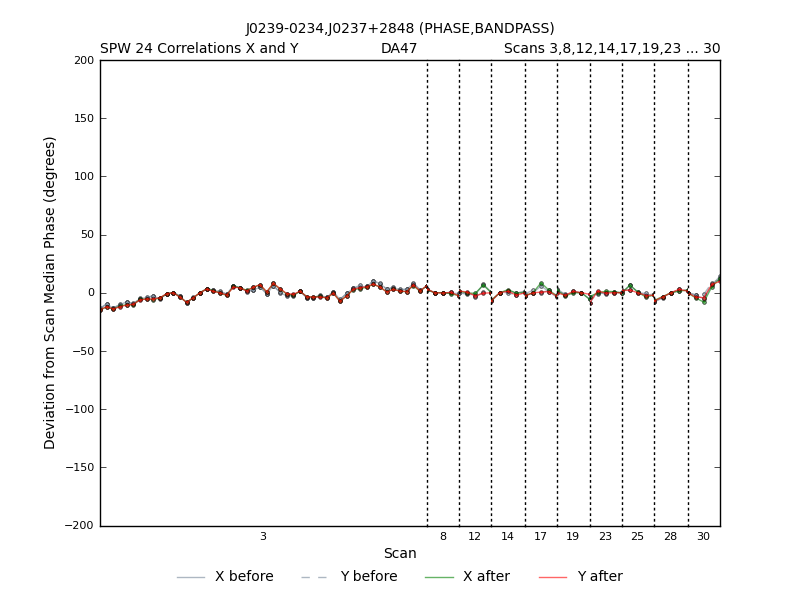 J0239-0234,J0237+2848 (PHASE,BANDPASS)
SPW 24 Correlations X and Y DA47 Scans 3,8,12,14,17,19,23 ... 30
200
150
100
50
0
−50
−100
−150
−200
Deviation from Scan Median Phase (degrees)
3 8 12 14 17 19 23 25 28 30
Scan
X before Y before X after Y after